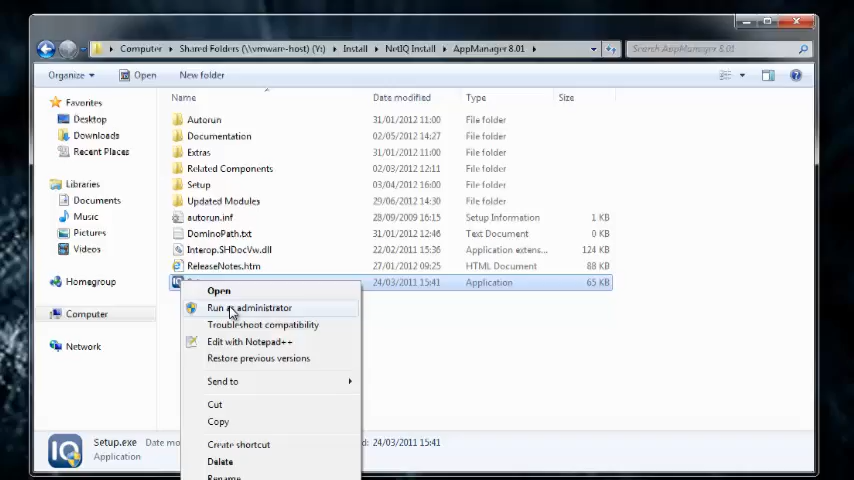 Computer ▸ Shared Folders (\\vmware-host) (Y:) ▸ Install ▸ NetIQ Install ▸ AppManager 8.01 ▸ Search AppManager 8.01
Organize Open New folder
Favorites
Desktop
Downloads
Recent Places
Libraries
Documents
Music
Pictures
Videos
Homegroup
Computer
Network
Name Date modified Type Size
Autorun 31/01/2012 11:00 File folder
Documentation 02/05/2012 14:27 File folder
Extras 31/01/2012 11:00 File folder
Related Components 02/03/2012 12:11 File folder
Setup 03/04/2012 16:00 File folder
Updated Modules 29/06/2012 14:30 File folder
autorun.inf 28/09/2009 16:15 Setup Information 1 KB
DominoPath.txt 02/03/2012 12:46 Text Document 0 KB
Interop.SHDocVw.dll 22/02/2011 15:36 Application exten... 124 KB
ReleaseNotes.htm 27/01/2012 09:25 HTML Document 88 KB
24/03/2011 15:41 Application 65 KB
Open
Run as administrator
Troubleshoot compatibility
Edit with Notepad++
Restore previous versions
Send to
Cut
Copy
Create shortcut
Delete
Rename
IQ
Setup.exe Date mo 24/03/2011 15:41
Application